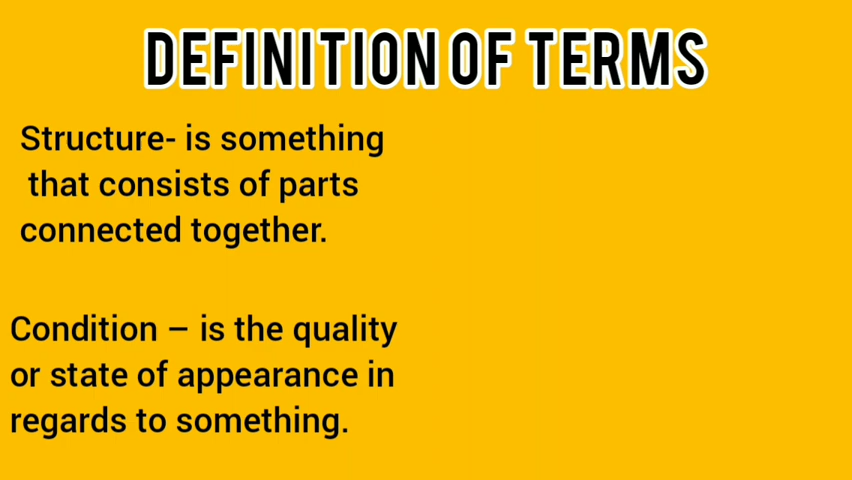 DEFINITION OF TERMS
Structure- is something
that consists of parts
connected together.
Condition – is the quality
or state of appearance in
regards to something.